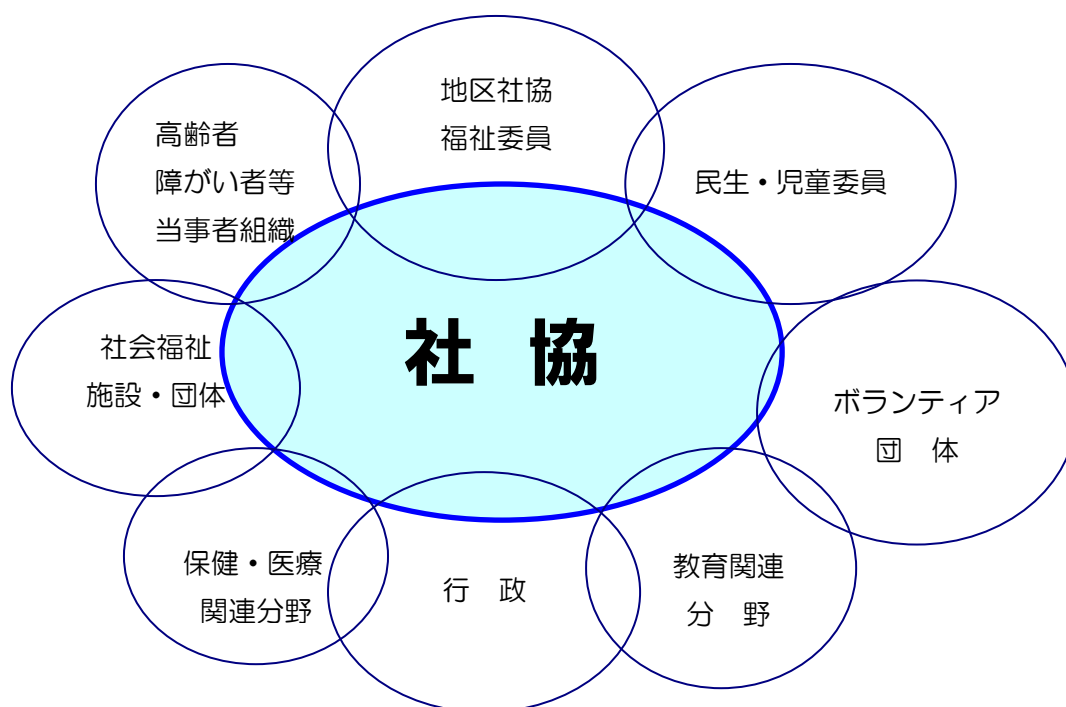 地区社協
福祉委員
高齢者
障がい者等
当事者組織
民生・児童委員
社会福祉
施設・団体
社　協
ボランティア
団　体
保健・医療
関連分野
行　政
教育関連
分　野